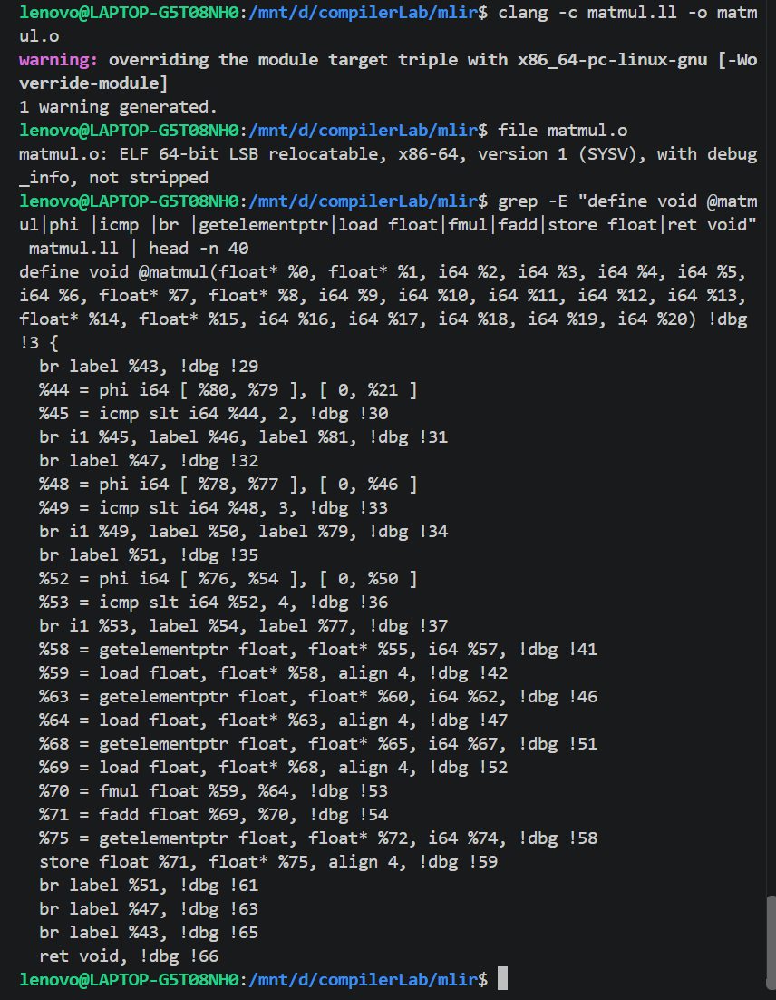 lenovo@LAPTOP-G5T08NH0:/mnt/d/compilerLab/mlir$ clang -c matmul.ll -o matm
ul.o
warning: overriding the module target triple with x86_64-pc-linux-gnu [-Wo
verride-module]
1 warning generated.
lenovo@LAPTOP-G5T08NH0:/mnt/d/compilerLab/mlir$ file matmul.o
matmul.o: ELF 64-bit LSB relocatable, x86-64, version 1 (SYSV), with debug
_info, not stripped
lenovo@LAPTOP-G5T08NH0:/mnt/d/compilerLab/mlir$ grep -E "define void @matm
ul|phi |icmp |br |getelementptr|load float|fmul|fadd|store float|ret void"
 matmul.ll | head -n 40
define void @matmul(float* %0, float* %1, i64 %2, i64 %3, i64 %4, i64 %5,
i64 %6, float* %7, float* %8, i64 %9, i64 %10, i64 %11, i64 %12, i64 %13,
float* %14, float* %15, i64 %16, i64 %17, i64 %18, i64 %19, i64 %20) !dbg
!3 {
  br label %43, !dbg !29
  %44 = phi i64 [ %80, %79 ], [ 0, %21 ]
  %45 = icmp slt i64 %44, 2, !dbg !30
  br i1 %45, label %46, label %81, !dbg !31
  br label %47, !dbg !32
  %48 = phi i64 [ %78, %77 ], [ 0, %46 ]
  %49 = icmp slt i64 %48, 3, !dbg !33
  br i1 %49, label %50, label %79, !dbg !34
  br label %51, !dbg !35
  %52 = phi i64 [ %76, %54 ], [ 0, %50 ]
  %53 = icmp slt i64 %52, 4, !dbg !36
  br i1 %53, label %54, label %77, !dbg !37
  %58 = getelementptr float, float* %55, i64 %57, !dbg !41
  %59 = load float, float* %58, align 4, !dbg !42
  %63 = getelementptr float, float* %60, i64 %62, !dbg !46
  %64 = load float, float* %63, align 4, !dbg !47
  %68 = getelementptr float, float* %65, i64 %67, !dbg !51
  %69 = load float, float* %68, align 4, !dbg !52
  %70 = fmul float %59, %64, !dbg !53
  %71 = fadd float %69, %70, !dbg !54
  %75 = getelementptr float, float* %72, i64 %74, !dbg !58
  store float %71, float* %75, align 4, !dbg !59
  br label %51, !dbg !61
  br label %47, !dbg !63
  br label %43, !dbg !65
  ret void, !dbg !66
lenovo@LAPTOP-G5T08NH0:/mnt/d/compilerLab/mlir$